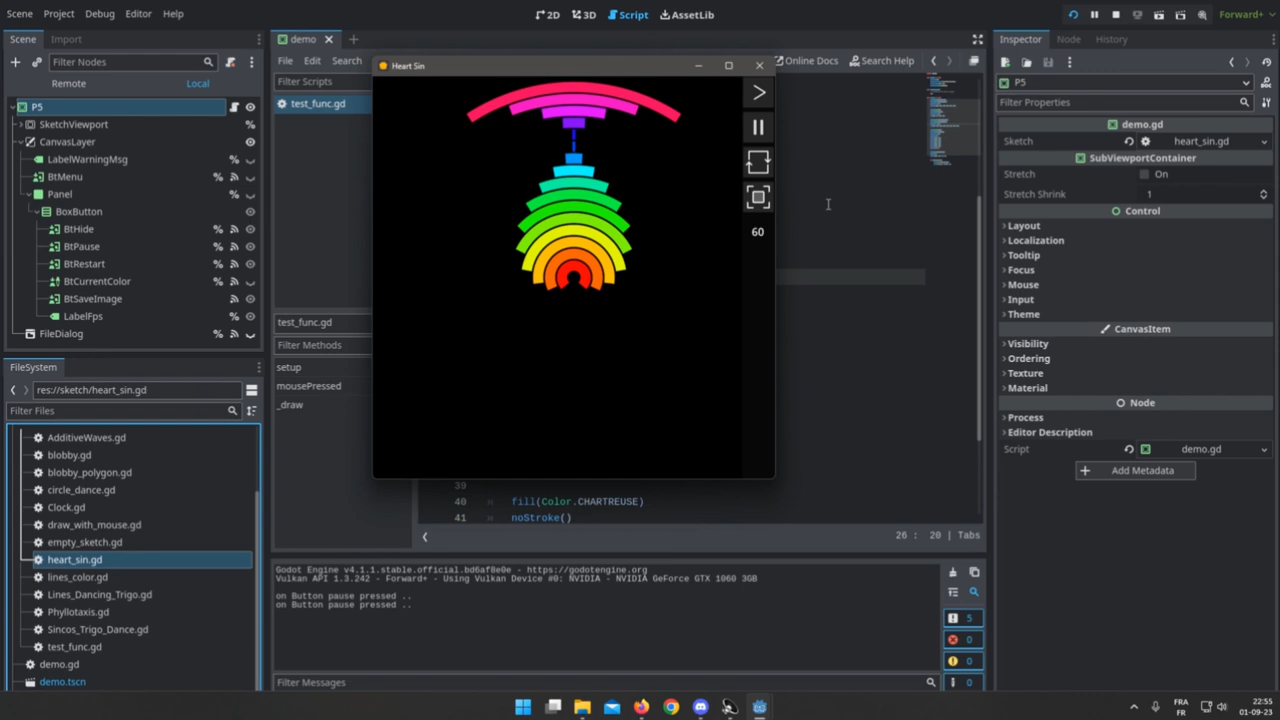 Scene Project Debug Editor Help
2D 3D Script AssetLib
Forward+
Scene Import
Filter Nodes
Remote Local
P5
SketchViewport
CanvasLayer
LabelWarningMsg
BtMenu
Panel
BoxButton
BtHide
BtPause
BtRestart
BtCurrentColor
BtSaveImage
LabelFps
FileDialog
FileSystem
res://sketch/heart_sin.gd
Filter Files
AdditiveWaves.gd
blobby.gd
blobby_polygon.gd
circle_dance.gd
Clock.gd
draw_with_mouse.gd
empty_sketch.gd
heart_sin.gd
lines_color.gd
Lines_Dancing_Trigo.gd
Phyllotaxis.gd
Sincos_Trigo_Dance.gd
test_func.gd
demo.gd
demo.tscn
demo
File Edit Search
Online Docs Search Help
Filter Scripts
test_func.gd
test_func.gd
Filter Methods
setup
mousePressed
_draw
Heart Sin
60
39
40 fill(Color.CHARTREUSE)
41 noStroke()
26 : 20 | Tabs
Godot Engine v4.1.1.stable.official.bd6af8e0e - https://godotengine.org
Vulkan API 1.3.242 - Forward+ - Using Vulkan Device #0: NVIDIA - NVIDIA GeForce GTX 1060 3GB
on Button pause pressed ..
on Button pause pressed ..
5
0
0
0
Filter Messages
Inspector Node History
P5
Filter Properties
demo.gd
Sketch heart_sin.gd
SubViewportContainer
Stretch On
Stretch Shrink 1
Control
Layout
Localization
Tooltip
Focus
Mouse
Input
Theme
CanvasItem
Visibility
Ordering
Texture
Material
Node
Process
Editor Description
Script demo.gd
Add Metadata
FRA
FR
22:55
01-09-23